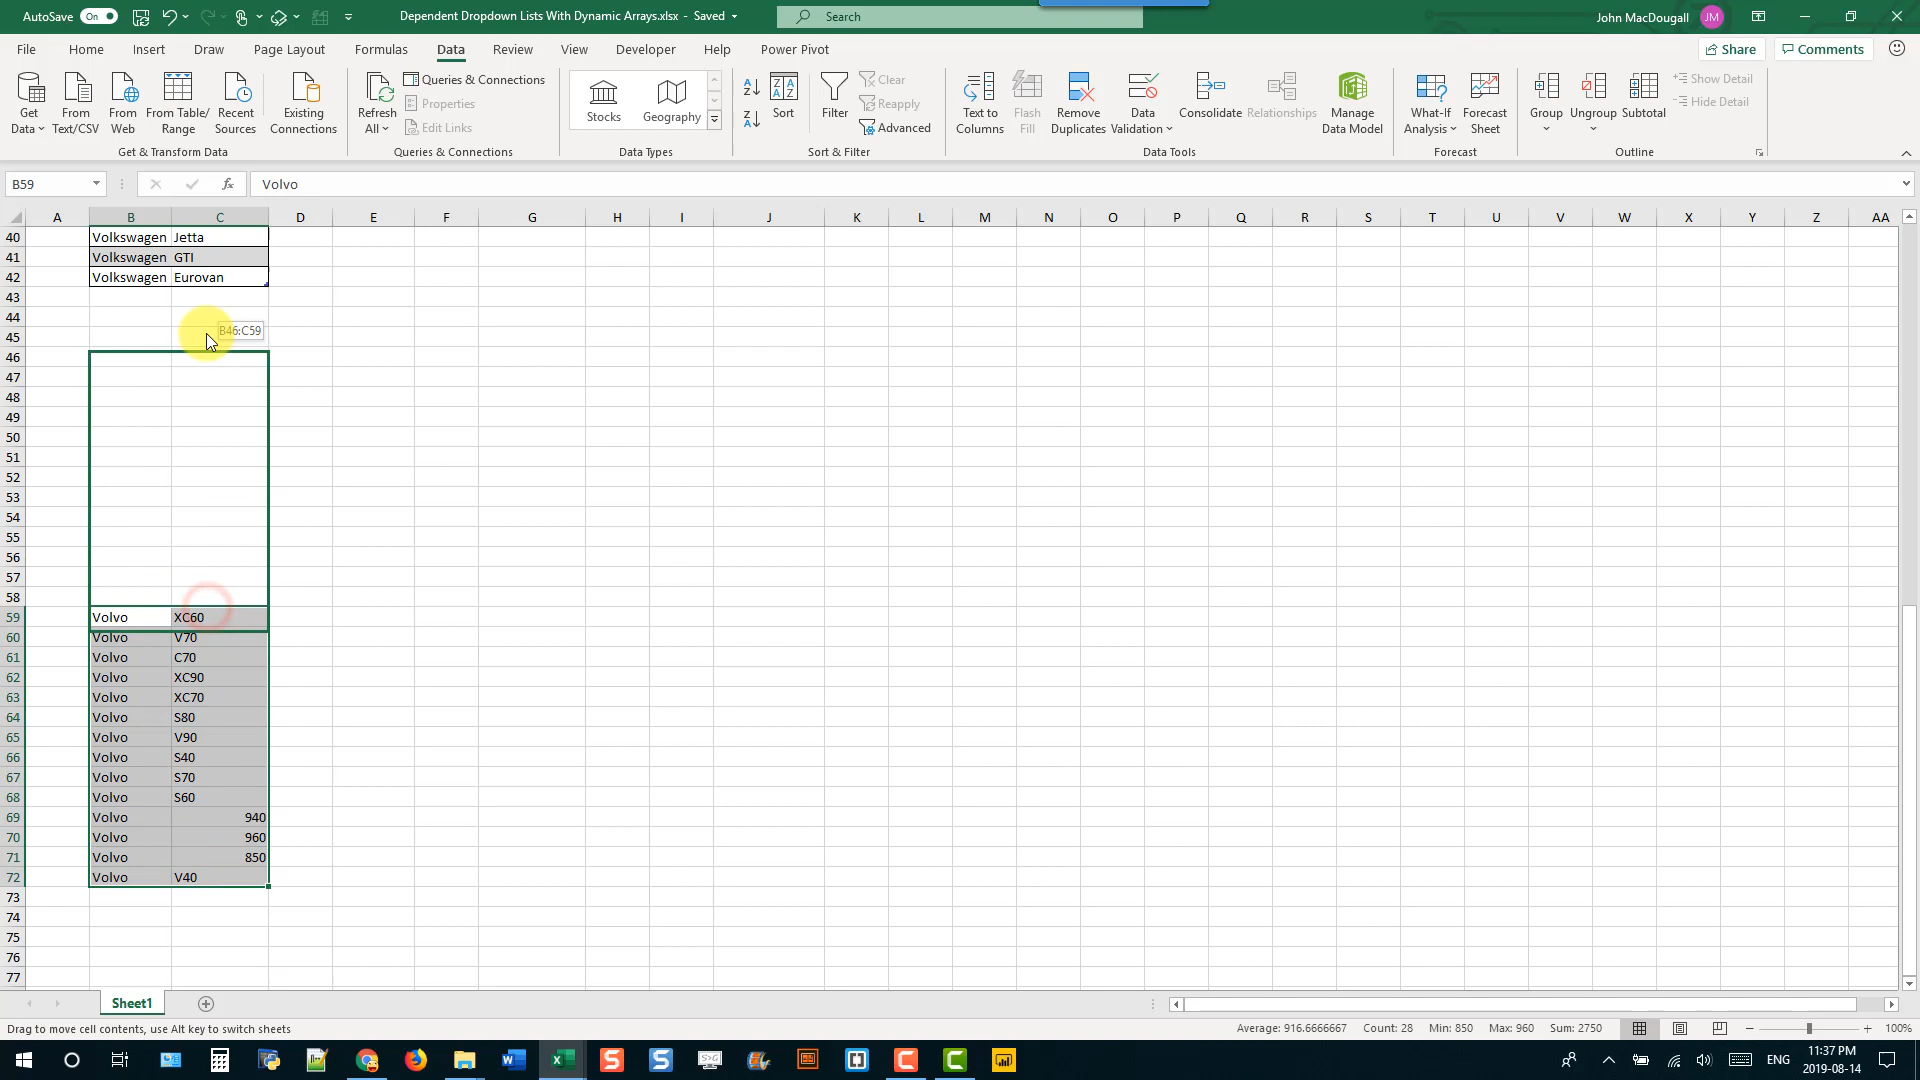 AutoSave On Dependent Dropdown Lists With Dynamic Arrays.xlsx - Saved Search John MacDougall JM
File Home Insert Draw Page Layout Formulas Data Review View Developer Help Power Pivot Share Comments
Get Data From Text/CSV From Web From Table/ Range Recent Sources Existing Connections
Refresh All Queries & Connections Properties Edit Links
Stocks Geography
Sort Filter Clear Reapply Advanced
Text to Columns Flash Fill Remove Duplicates Data Validation Consolidate Relationships Manage Data Model
What-If Analysis Forecast Sheet
Group Ungroup Subtotal Show Detail Hide Detail
Get & Transform Data Queries & Connections Data Types Sort & Filter Data Tools Forecast Outline
B59 fx Volvo
A B C D E F G H I J K L M N O P Q R S T U V W X Y Z AA
40 Volkswagen Jetta
41 Volkswagen GTI
42 Volkswagen Eurovan
43
44
B46:C59
45
46
47
48
49
50
51
52
53
54
55
56
57
58
59 Volvo XC60
60 Volvo V70
61 Volvo C70
62 Volvo XC90
63 Volvo XC70
64 Volvo S80
65 Volvo V90
66 Volvo S40
67 Volvo S70
68 Volvo S60
69 Volvo 940
70 Volvo 960
71 Volvo 850
72 Volvo V40
73
74
75
76
77
Sheet1
Drag to move cell contents, use Alt key to switch sheets Average: 916.6666667 Count: 28 Min: 850 Max: 960 Sum: 2750 100%
ENG 11:37 PM
2019-08-14